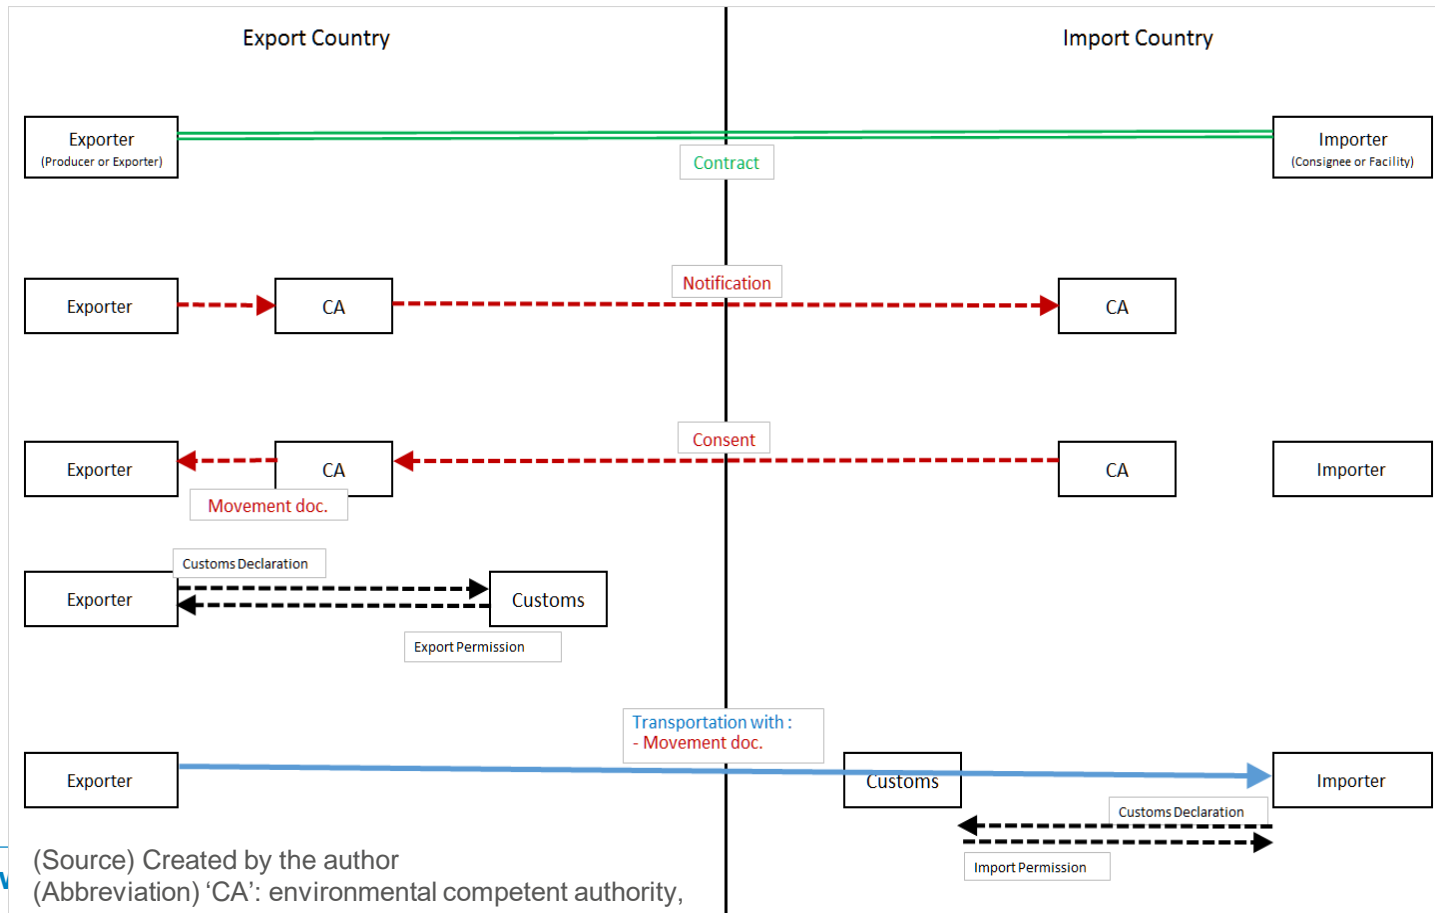 Export Country
Import Country
Exporter
(Producer or Exporter)
Contract
Importer
(Consignee or Facility)
Notification
Exporter
CA
CA
Consent
Exporter
CA
CA
Importer
Movement doc.
Customs Declaration
Exporter
Customs
Export Permission
Transportation with :
- Movement doc.
Exporter
Customs
Importer
Customs Declaration
Import Permission
(Source) Created by the author
(Abbreviation) ‘CA’: environmental competent authority,